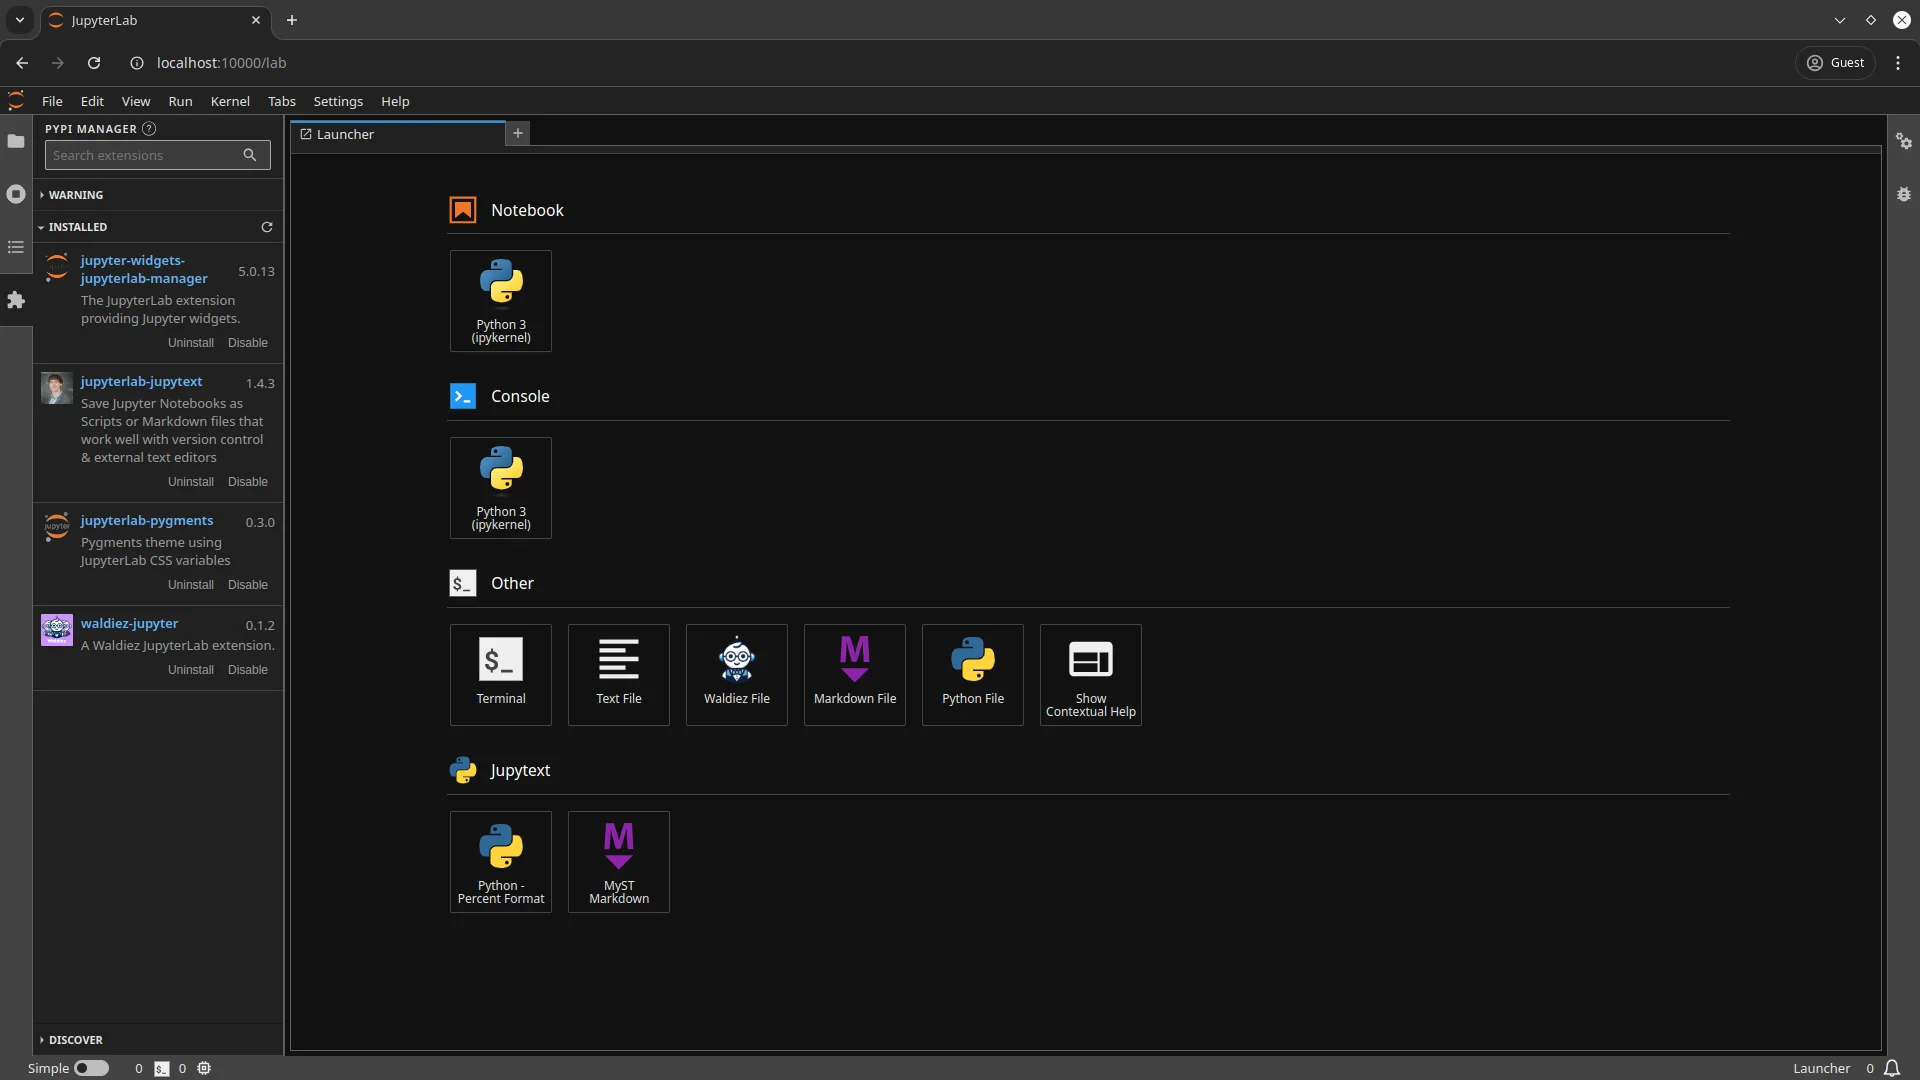 JupyterLab
localhost:10000/lab
Guest
File Edit View Run Kernel Tabs Settings Help
PYPI MANAGER ?
Search extensions
WARNING
INSTALLED
jupyter-widgets-
jupyterlab-manager
5.0.13
The JupyterLab extension
providing Jupyter widgets.
Uninstall Disable
jupyterlab-jupytext 1.4.3
Save Jupyter Notebooks as
Scripts or Markdown files that
work well with version control
& external text editors
Uninstall Disable
jupyter
jupyterlab-pygments 0.3.0
Pygments theme using
JupyterLab CSS variables
Uninstall Disable
waldiez-jupyter 0.1.2
A Waldiez JupyterLab extension.
Uninstall Disable
DISCOVER
Launcher
Notebook
Python 3
(ipykernel)
Console
Python 3
(ipykernel)
$_ Other
$_
Terminal
Text File
Waldiez File
M
Markdown File
Python File
Show
Contextual Help
Jupytext
Python -
Percent Format
M
MyST
Markdown
Simple 0 $_ 0
Launcher 0